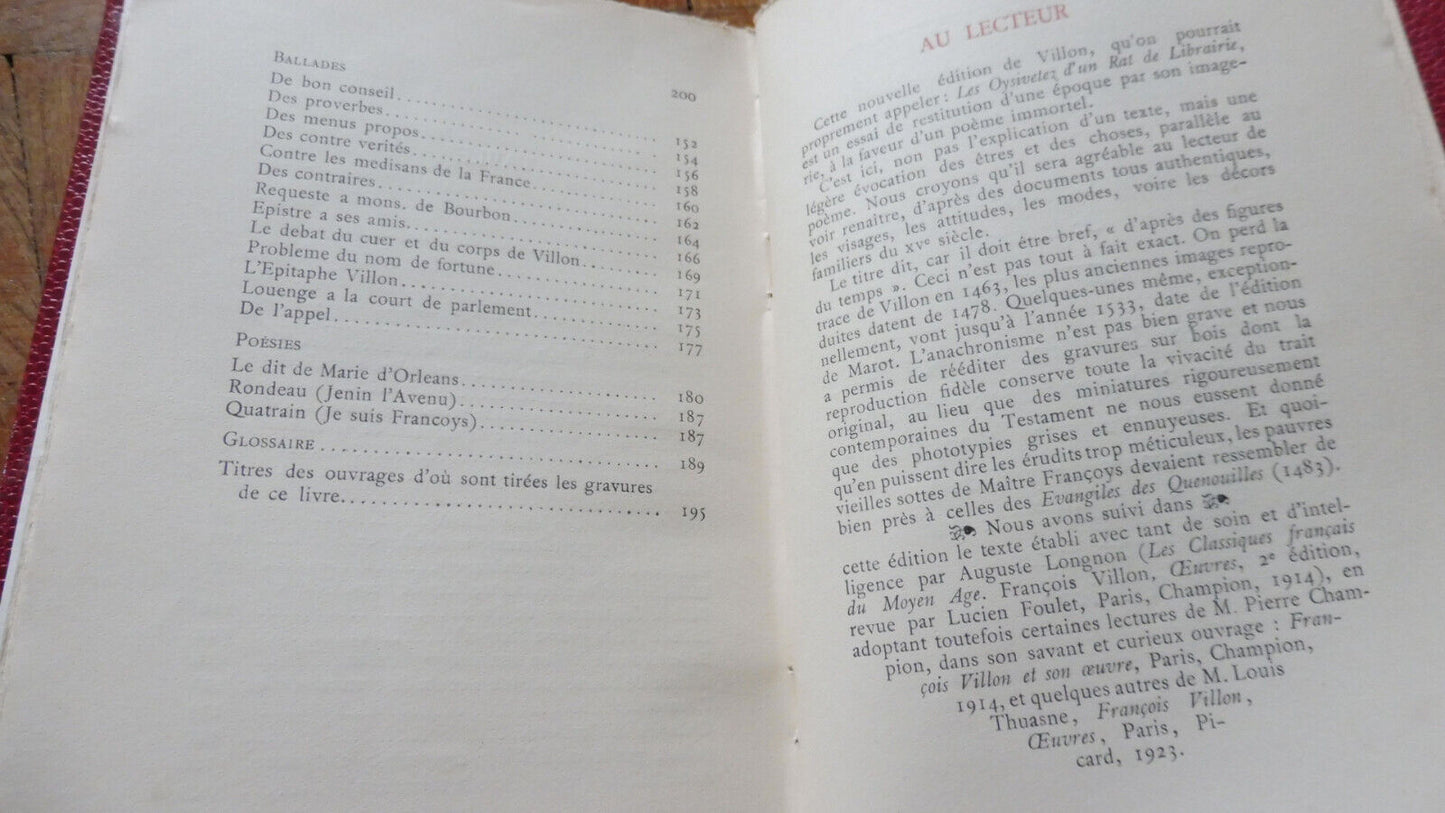 200
BALLADES
De bon conseil........ 152
Des proverbes........ 154
Des menus propos........ 156
Des contre verités........ 158
Contre les medisans de la France........ 160
Des contraires........ 162
Requeste a mons. de Bourbon........ 164
Epistre a ses amis........ 166
Le debat du cuer et du corps de Villon........ 169
Probleme du nom de fortune........ 171
L'Epitaphe Villon........ 173
Louenge a la court de parlement........ 175
De l'appel........ 177
POÉSIES
Le dit de Marie d'Orleans........ 180
Rondeau (Jenin l'Avenu)........ 187
Quatrain (Je suis Francoys)........ 187
GLOSSAIRE........ 189
Titres des ouvrages d'où sont tirées les gravures
de ce livre........ 195
AU LECTEUR
Cette nouvelle édition de Villon, qu'on pourrait
proprement appeler : Les Oysivetez d'un Rat de Librairie,
est un essai de restitution d'une époque par son image-
rie, à la faveur d'un poème immortel.
C'est ici, non pas l'explication d'un texte, mais une
légère évocation des êtres et des choses, parallèle au
poème. Nous croyons qu'il sera agréable au lecteur de
voir renaître, d'après des documents tous authentiques,
les visages, les attitudes, les modes, voire les décors
familiers du XVe siècle.
Le titre dit, car il doit être bref, « d'après des figures
du temps ». Ceci n'est pas tout à fait exact. On perd la
trace de Villon en 1463, les plus anciennes images repro-
duites datent de 1478. Quelques-unes même, exception-
nellement, vont jusqu'à l'année 1533, date de l'édition
de Marot. L'anachronisme n'est pas bien grave et nous
a permis de rééditer des gravures sur bois dont la
reproduction fidèle conserve toute la vivacité du trait
original, au lieu que des miniatures rigoureusement
contemporaines du Testament ne nous eussent donné
que des phototypies grises et ennuyeuses. Et quoi-
qu'en puissent dire les érudits trop méticuleux, les pauvres
vieilles sottes de Maître Françoys devaient ressembler de
bien près à celles des Evangiles des Quenouilles (1483).
Nous avons suivi dans
cette édition le texte établi avec tant de soin et d'intel-
ligence par Auguste Longnon (Les Classiques français
du Moyen Age. François Villon, Œuvres, 2e édition,
revue par Lucien Foulet, Paris, Champion, 1914), en
adoptant toutefois certaines lectures de M. Pierre Cham-
pion, dans son savant et curieux ouvrage : Fran-
çois Villon et son œuvre, Paris, Champion,
1914, et quelques autres de M. Louis
Thuasne, François Villon,
Œuvres, Paris, Pi-
card, 1923.